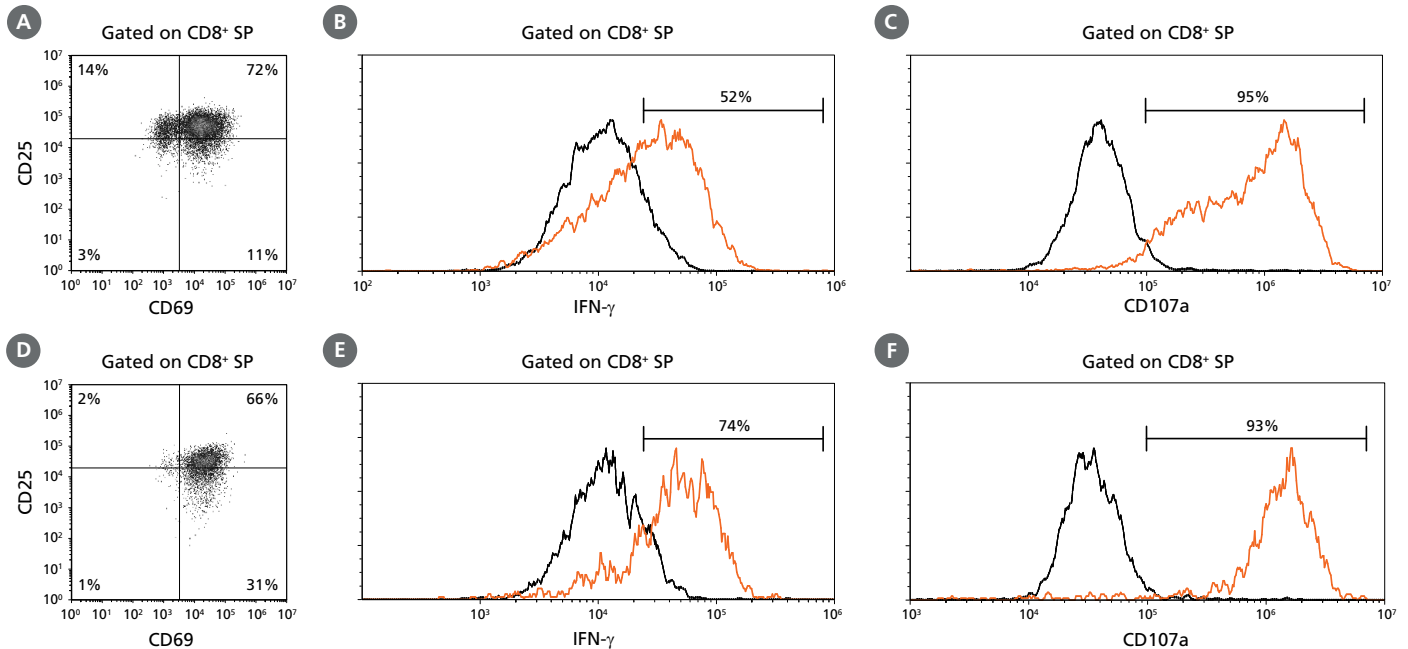 A
Gated on CD8⁺ SP
10⁷
10⁶
10⁵
10⁴
10³
10²
10¹
10⁰
CD25
14%
72%
3%
11%
10⁰ 10¹ 10² 10³ 10⁴ 10⁵ 10⁶ 10⁷
CD69
B
Gated on CD8⁺ SP
52%
10² 10³ 10⁴ 10⁵ 10⁶
IFN-γ
C
Gated on CD8⁺ SP
95%
10⁴ 10⁵ 10⁶ 10⁷
CD107a
D
Gated on CD8⁺ SP
10⁷
10⁶
10⁵
10⁴
10³
10²
10¹
10⁰
CD25
2%
66%
1%
31%
10⁰ 10¹ 10² 10³ 10⁴ 10⁵ 10⁶ 10⁷
CD69
E
Gated on CD8⁺ SP
74%
10³ 10⁴ 10⁵ 10⁶
IFN-γ
F
Gated on CD8⁺ SP
93%
10³ 10⁴ 10⁵ 10⁶ 10⁷
CD107a